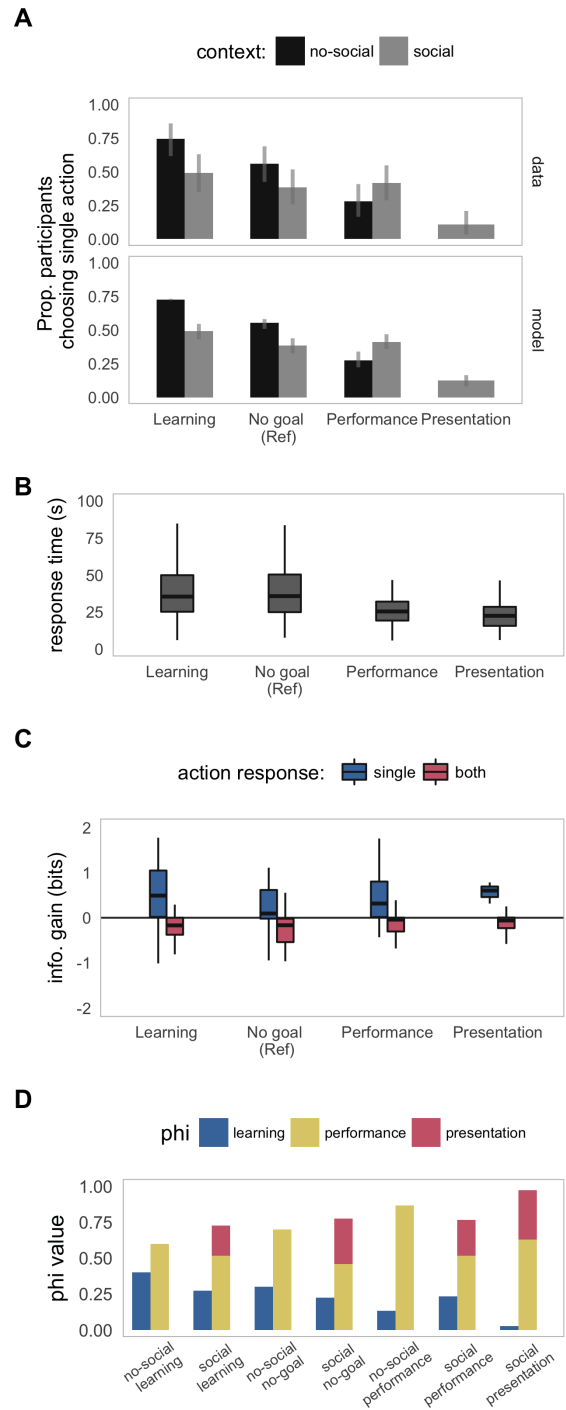 A
context: no-social social
Prop. participants
choosing single action
1.00
0.75
0.50
0.25
0.00
data
1.00
0.75
0.50
0.25
0.00
model
Learning No goal Performance Presentation
(Ref)
B
response time (s)
100
75
50
25
0
Learning No goal Performance Presentation
(Ref)
C
action response: single both
info. gain (bits)
2
1
0
-1
-2
Learning No goal Performance Presentation
(Ref)
D
phi learning performance presentation
phi value
1.00
0.75
0.50
0.25
0.00
no-social
learning
social
learning
no-social
no-goal
social
no-goal
no-social
performance
social
performance
social
presentation